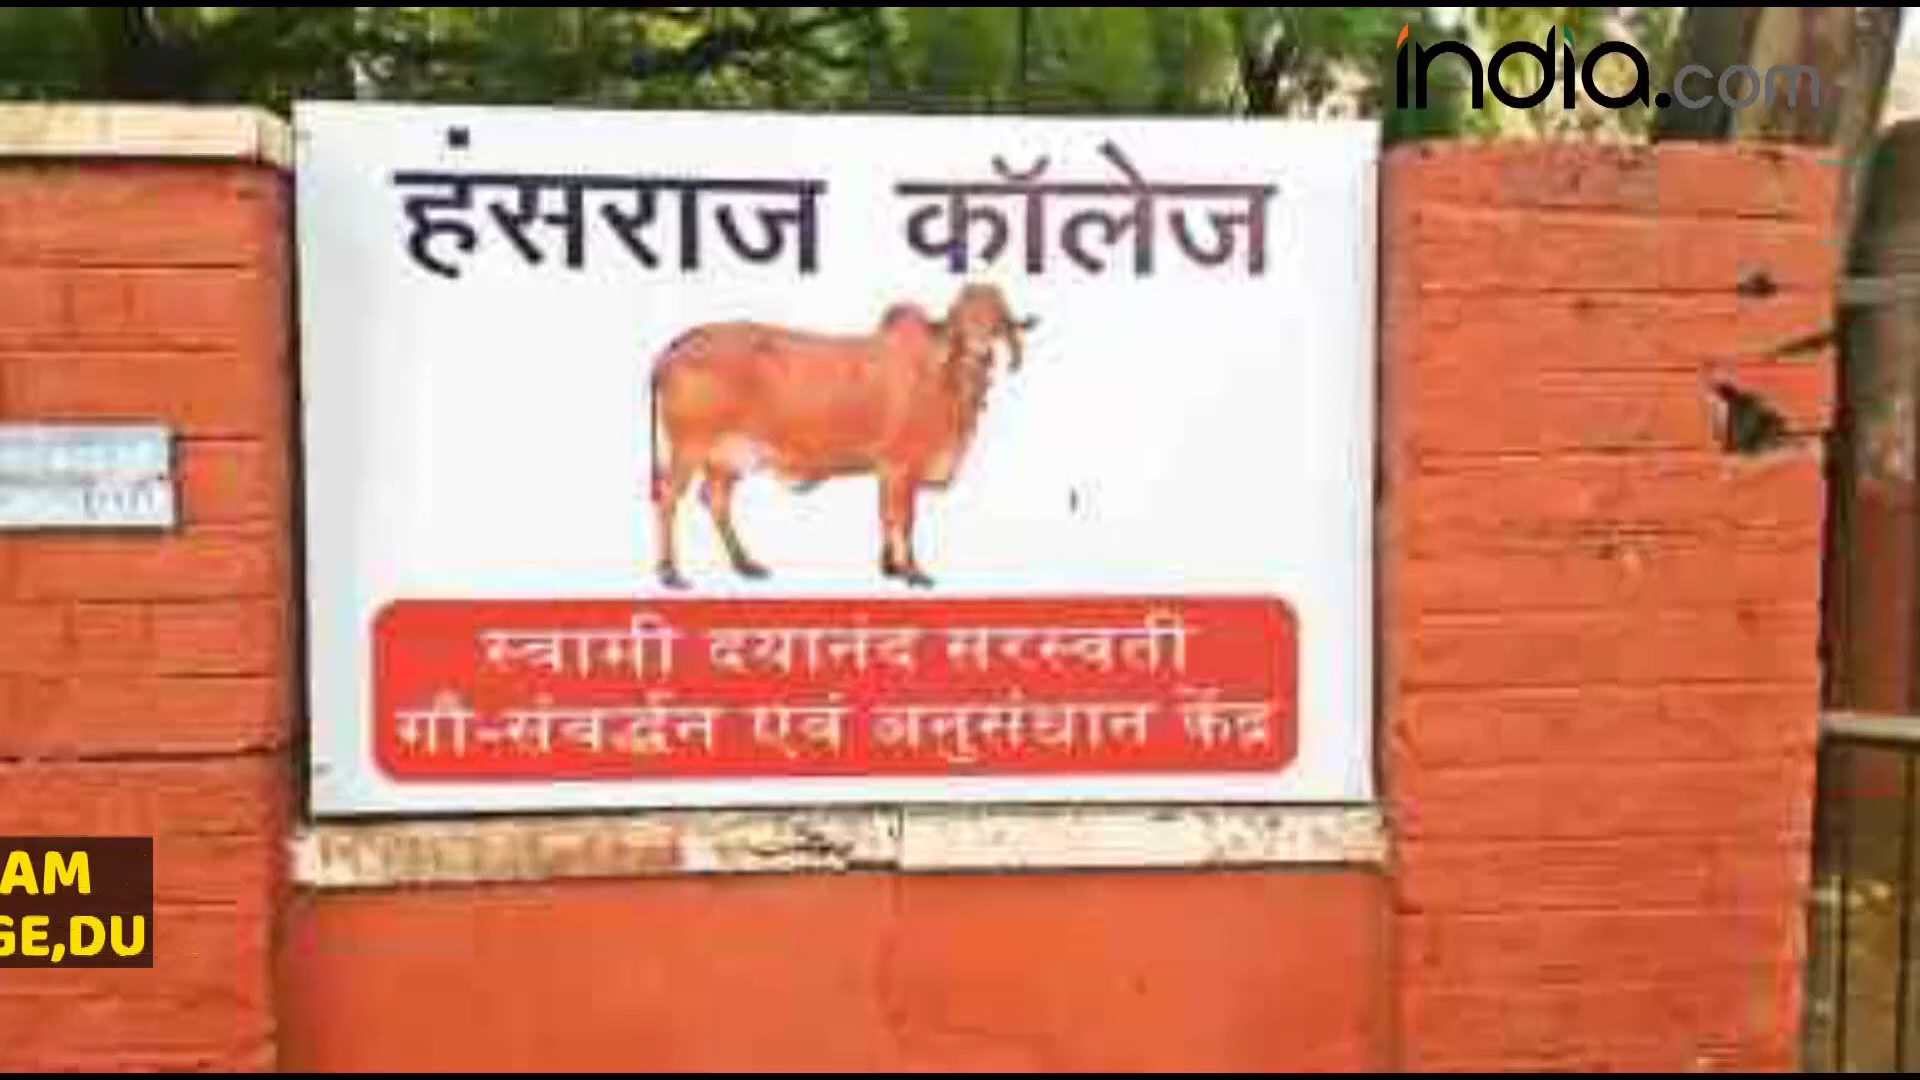 india.com
हंसराज कॉलेज
स्वामी दयानंद सरस्वती
गौ-संवर्द्धन एवं अनुसंधान केंद्र
AM
GE,DU